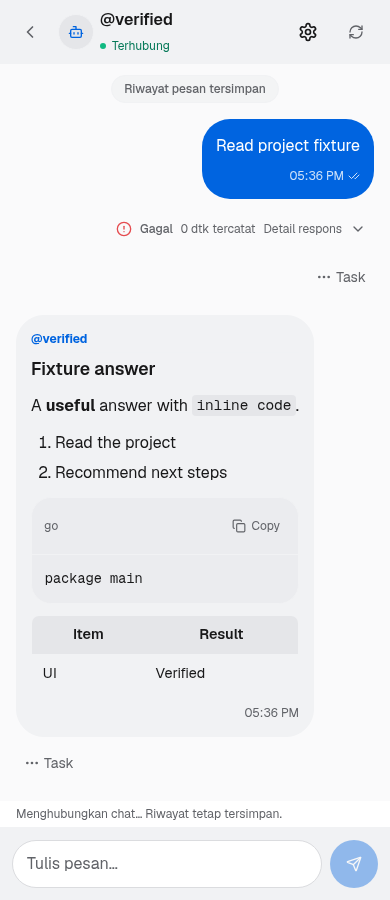 @verified
Terhubung
Riwayat pesan tersimpan
Read project fixture
05:36 PM
Gagal 0 dtk tercatat Detail respons
Task
@verified
Fixture answer
A useful answer with inline code.
1. Read the project
2. Recommend next steps
go Copy
package main
Item Result
UI Verified
05:36 PM
Task
Menghubungkan chat... Riwayat tetap tersimpan.
Tulis pesan...